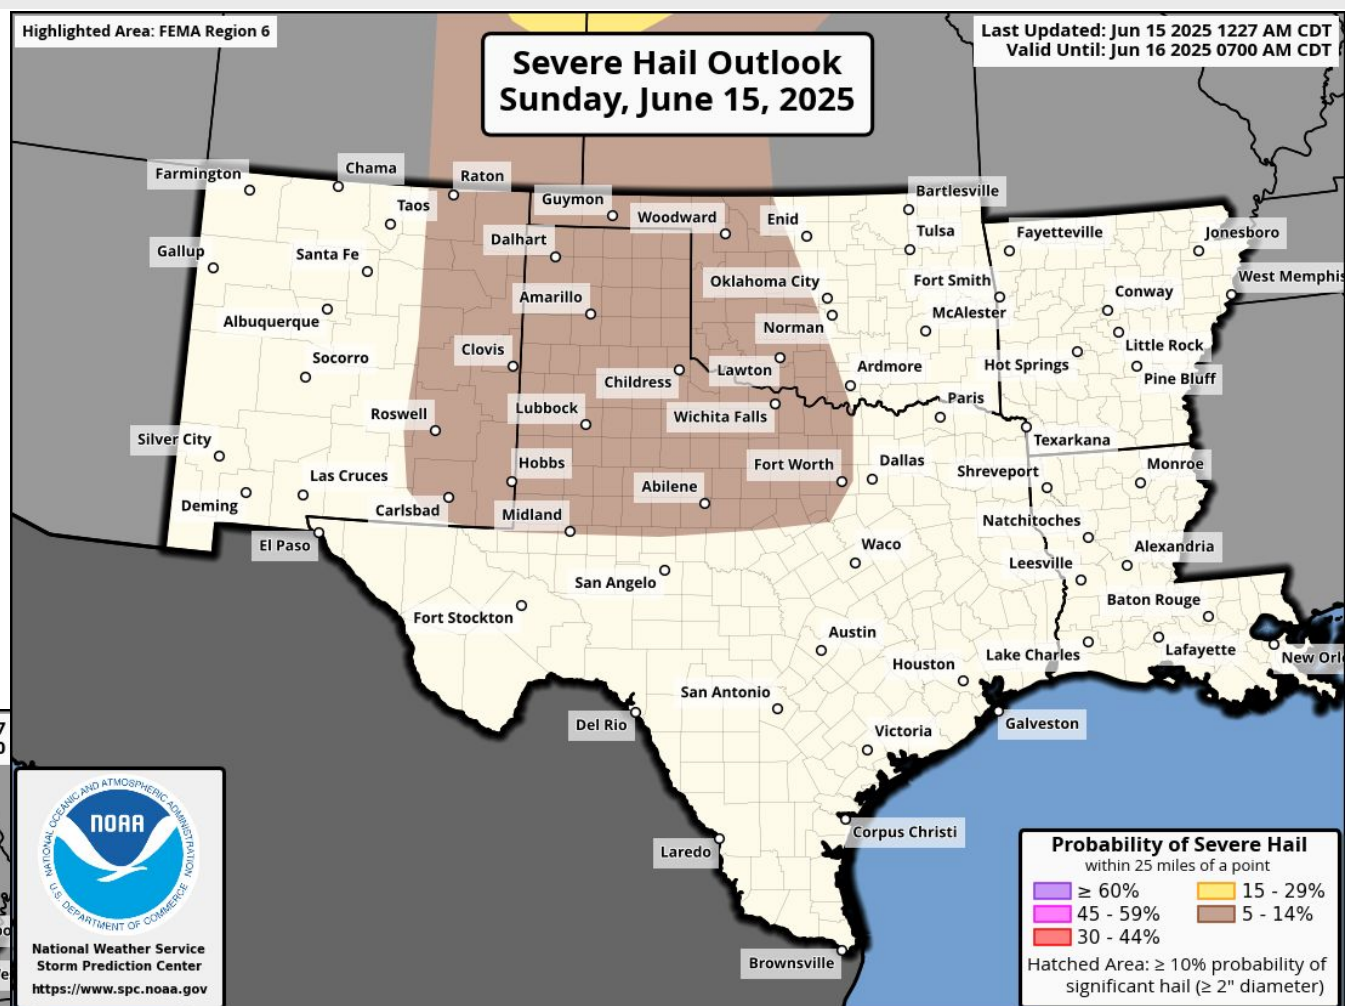 Highlighted Area: FEMA Region 6
Severe Hail Outlook
Sunday, June 15, 2025
Last Updated: Jun 15 2025 1227 AM CDT
Valid Until: Jun 16 2025 0700 AM CDT
Farmington
Chama
Raton
Taos
Guymon
Woodward
Enid
Bartlesville
Gallup
Santa Fe
Dalhart
Tulsa
Fayetteville
Jonesboro
Albuquerque
Amarillo
Oklahoma City
Fort Smith
West Memphis
Norman
McAlester
Conway
Socorro
Clovis
Childress
Lawton
Ardmore
Hot Springs
Little Rock
Pine Bluff
Roswell
Lubbock
Wichita Falls
Paris
Texarkana
Silver City
Las Cruces
Hobbs
Fort Worth
Dallas
Shreveport
Monroe
Deming
Carlsbad
Midland
Abilene
Natchitoches
El Paso
Waco
Leesville
Alexandria
San Angelo
Fort Stockton
Baton Rouge
Austin
Houston
Lake Charles
Lafayette
New Orl
San Antonio
Del Rio
Victoria
Galveston
Corpus Christi
Laredo
Brownsville
NATIONAL OCEANIC AND ATMOSPHERIC ADMINISTRATION
NOAA
U.S. DEPARTMENT OF COMMERCE
National Weather Service
Storm Prediction Center
https://www.spc.noaa.gov
Probability of Severe Hail
within 25 miles of a point
≥ 60%
15 - 29%
45 - 59%
5 - 14%
30 - 44%
Hatched Area: ≥ 10% probability of
significant hail (≥ 2" diameter)